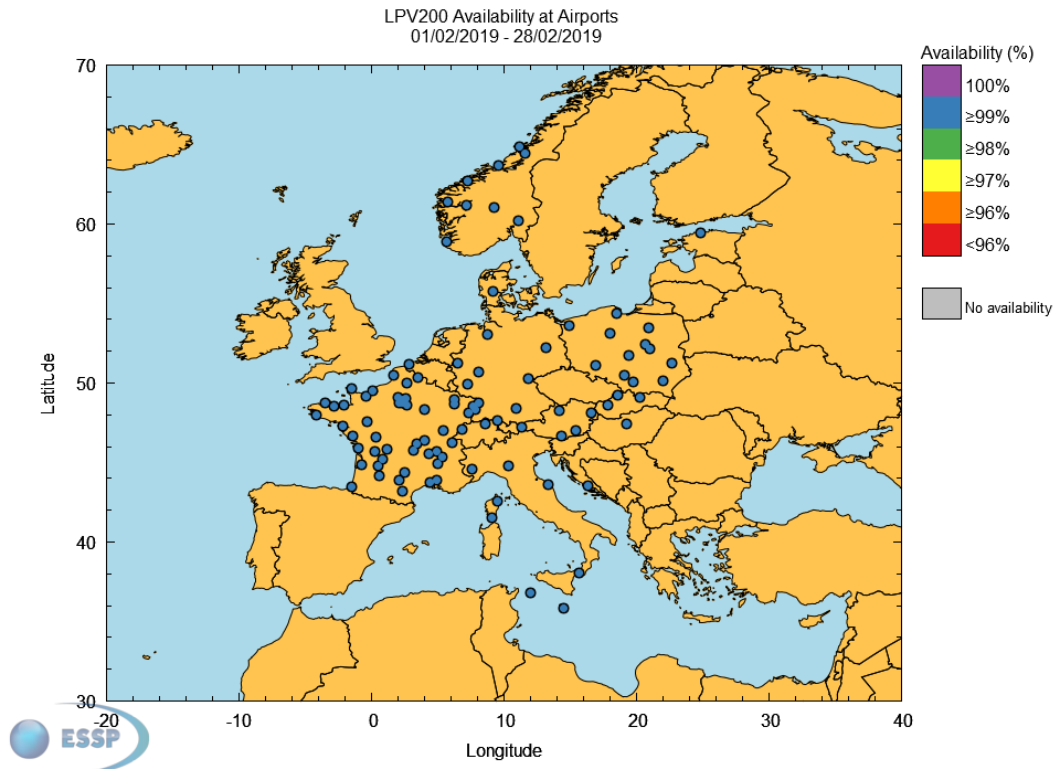 LPV200 Availability at Airports
01/02/2019 - 28/02/2019
Availability (%)
100%
≥99%
≥98%
≥97%
≥96%
<96%
No availability
70
60
50
40
30
Latitude
-20
-10
0
10
20
30
40
Longitude
ESSP